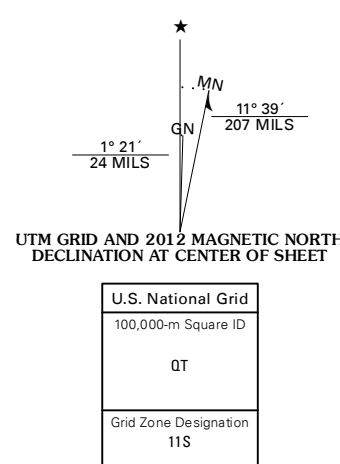 ★
MN
GN
11° 39´
207 MILS
1° 21´
24 MILS
UTM GRID AND 2012 MAGNETIC NORTH
DECLINATION AT CENTER OF SHEET
U.S. National Grid
100,000-m Square ID
QT
Grid Zone Designation
11S